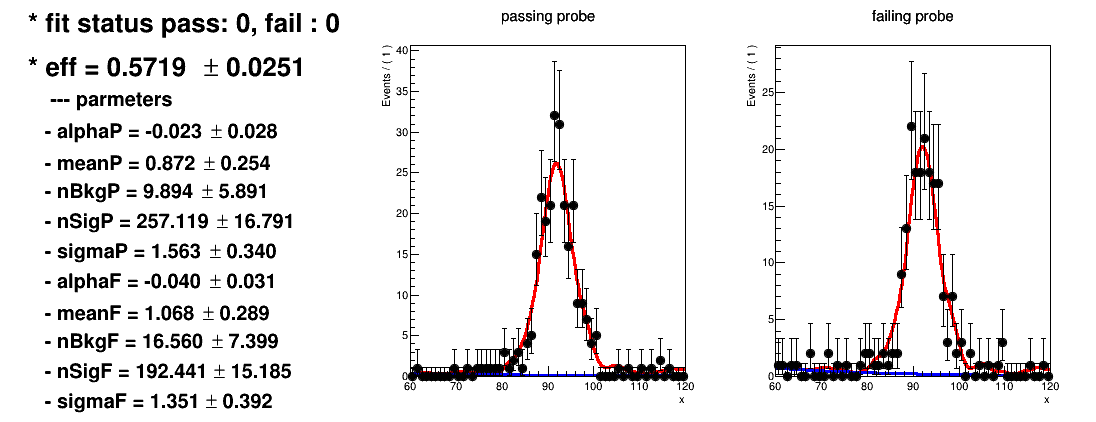 * fit status pass: 0, fail : 0
* eff = 0.5719 ± 0.0251
--- parmeters
- alphaP = -0.023 ± 0.028
- meanP = 0.872 ± 0.254
- nBkgP = 9.894 ± 5.891
- nSigP = 257.119 ± 16.791
- sigmaP = 1.563 ± 0.340
- alphaF = -0.040 ± 0.031
- meanF = 1.068 ± 0.289
- nBkgF = 16.560 ± 7.399
- nSigF = 192.441 ± 15.185
- sigmaF = 1.351 ± 0.392
passing probe
Events / ( 1 )
40
35
30
25
20
15
10
5
0
60 70 80 90 100 110 120
x
failing probe
Events / ( 1 )
25
20
15
10
5
0
60 70 80 90 100 110 120
x